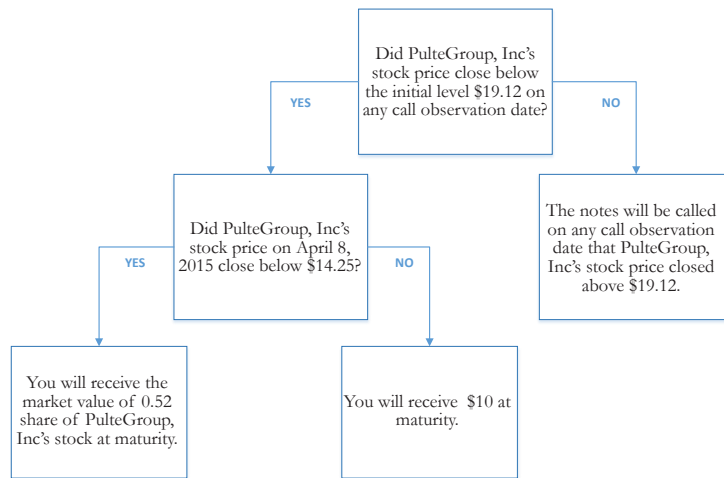 Did PulteGroup, Inc's
stock price close below
the initial level $19.12 on
any call observation date?
YES
NO
Did PulteGroup, Inc's
stock price on April 8,
2015 close below $14.25?
The notes will be called
on any call observation
date that PulteGroup,
Inc's stock price closed
above $19.12.
YES
NO
You will receive the
market value of 0.52
share of PulteGroup,
Inc's stock at maturity.
You will receive $10 at
maturity.